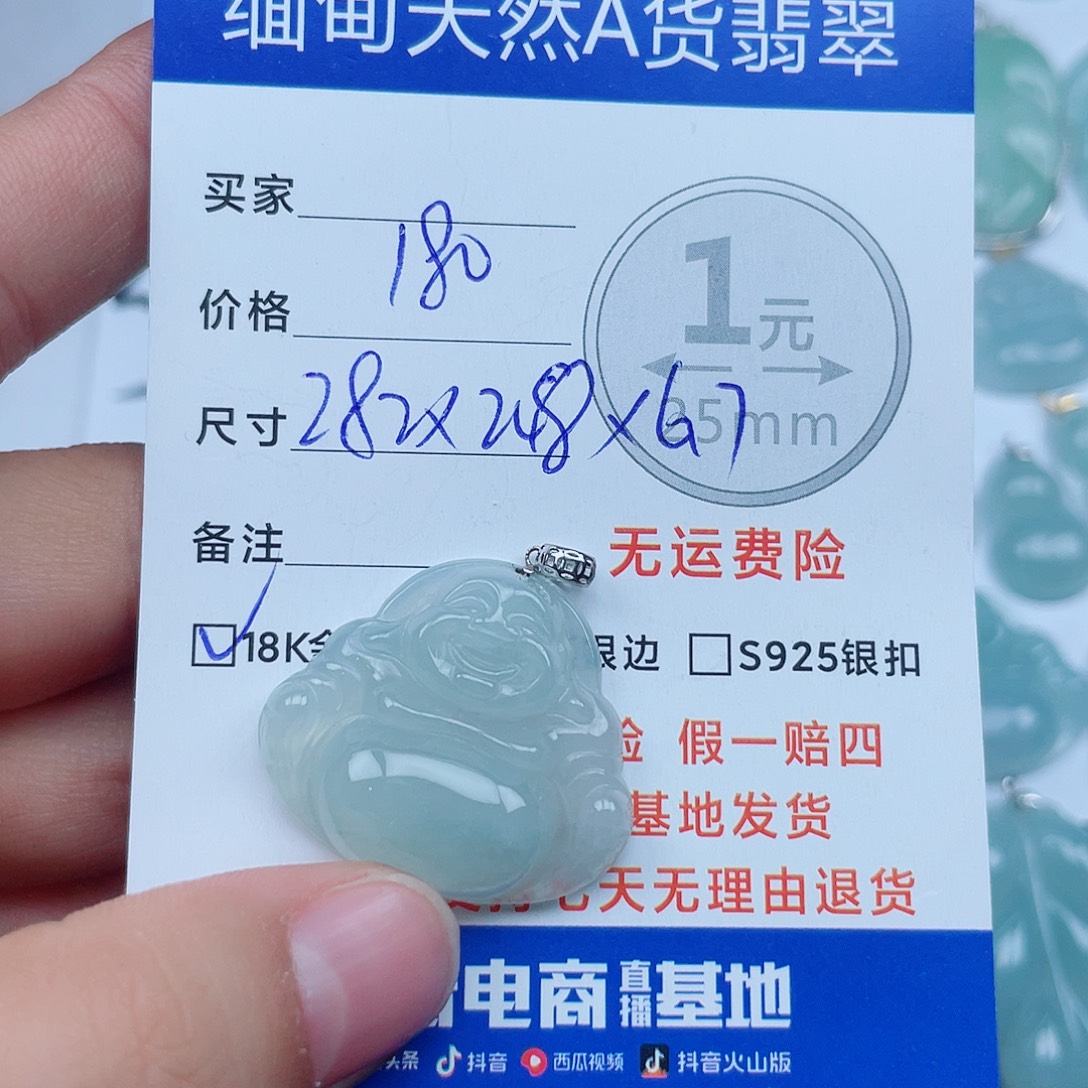 缅甸天然A货翡翠
买家
180
价格
1元
尺寸 282x248x67
25mm
备注
无运费险
18K 银边 S925银扣
假一赔四
基地发货
七天无理由退货
电商直播基地
头条 抖音 西瓜视频 抖音火山版